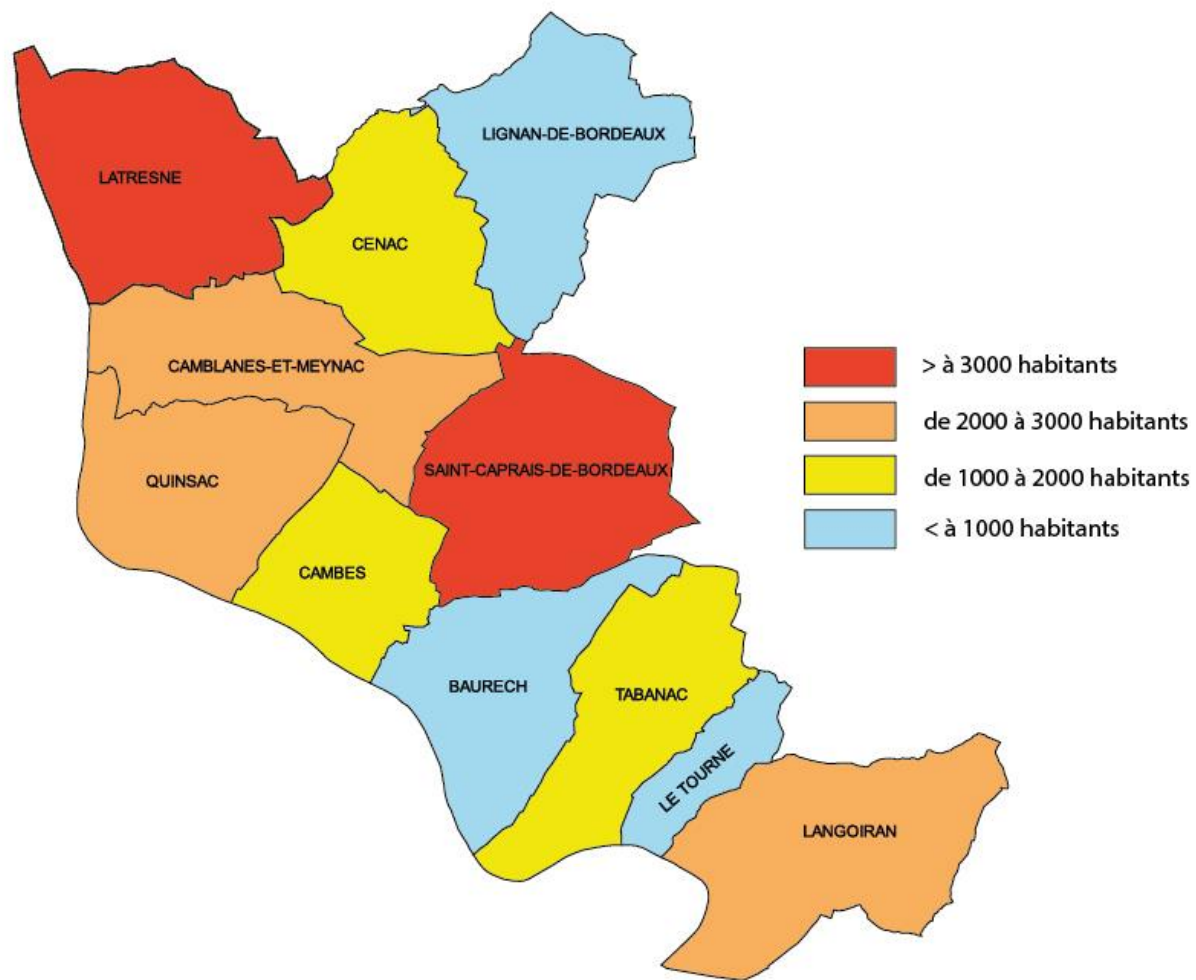 LIGNAN-DE-BORDEAUX
LATRESNE
CENAC
CAMBLANES-ET-MEYNAC
QUINSAC
SAINT-CAPRAIS-DE-BORDEAUX
CAMBES
BAURECH
TABANAC
LE TOURNE
LANGOIRAN
> à 3000 habitants
de 2000 à 3000 habitants
de 1000 à 2000 habitants
< à 1000 habitants